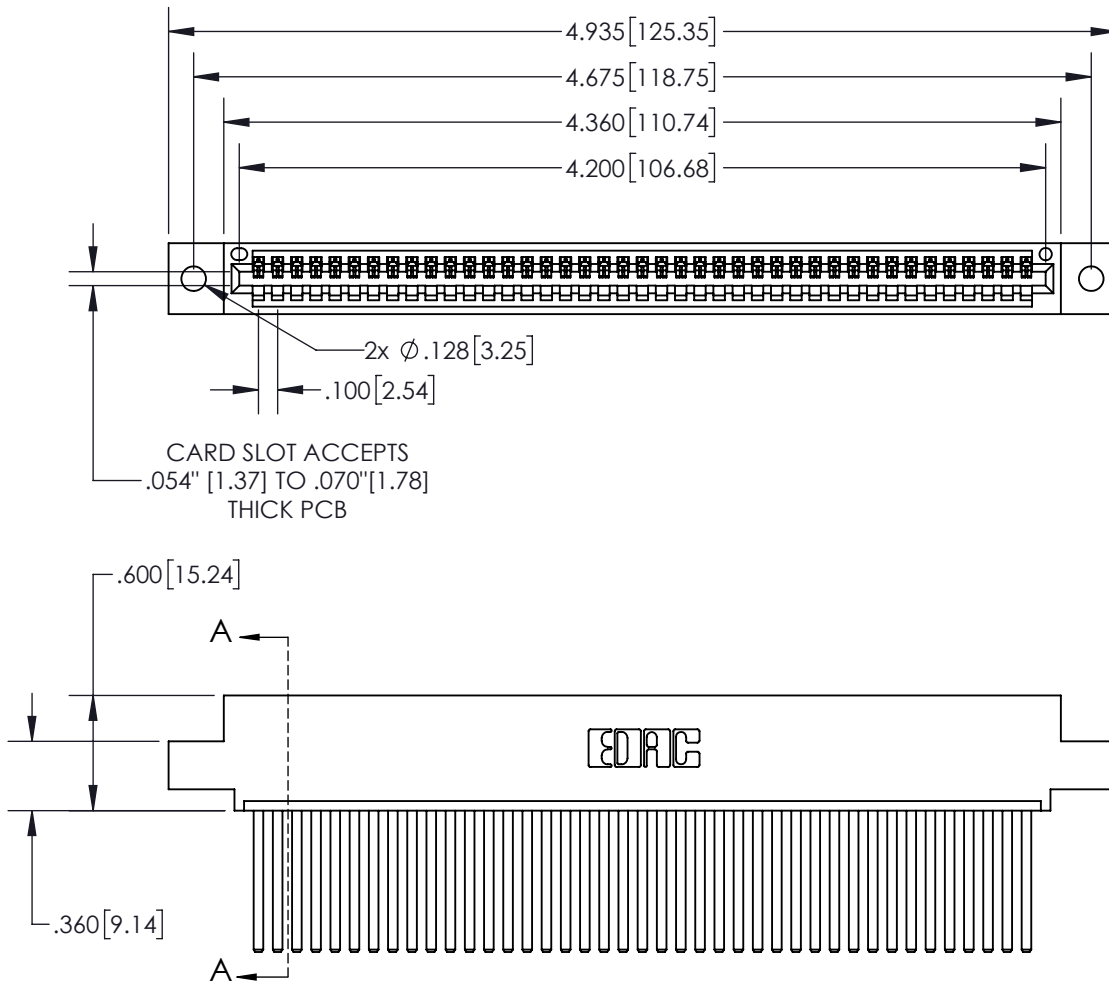 4.935[125.35]
4.675[118.75]
4.360[110.74]
4.200[106.68]
2x Ø.128[3.25]
.100[2.54]
CARD SLOT ACCEPTS
.054" [1.37] TO .070"[1.78]
THICK PCB
.600[15.24]
A
EDAC
.360[9.14]
A